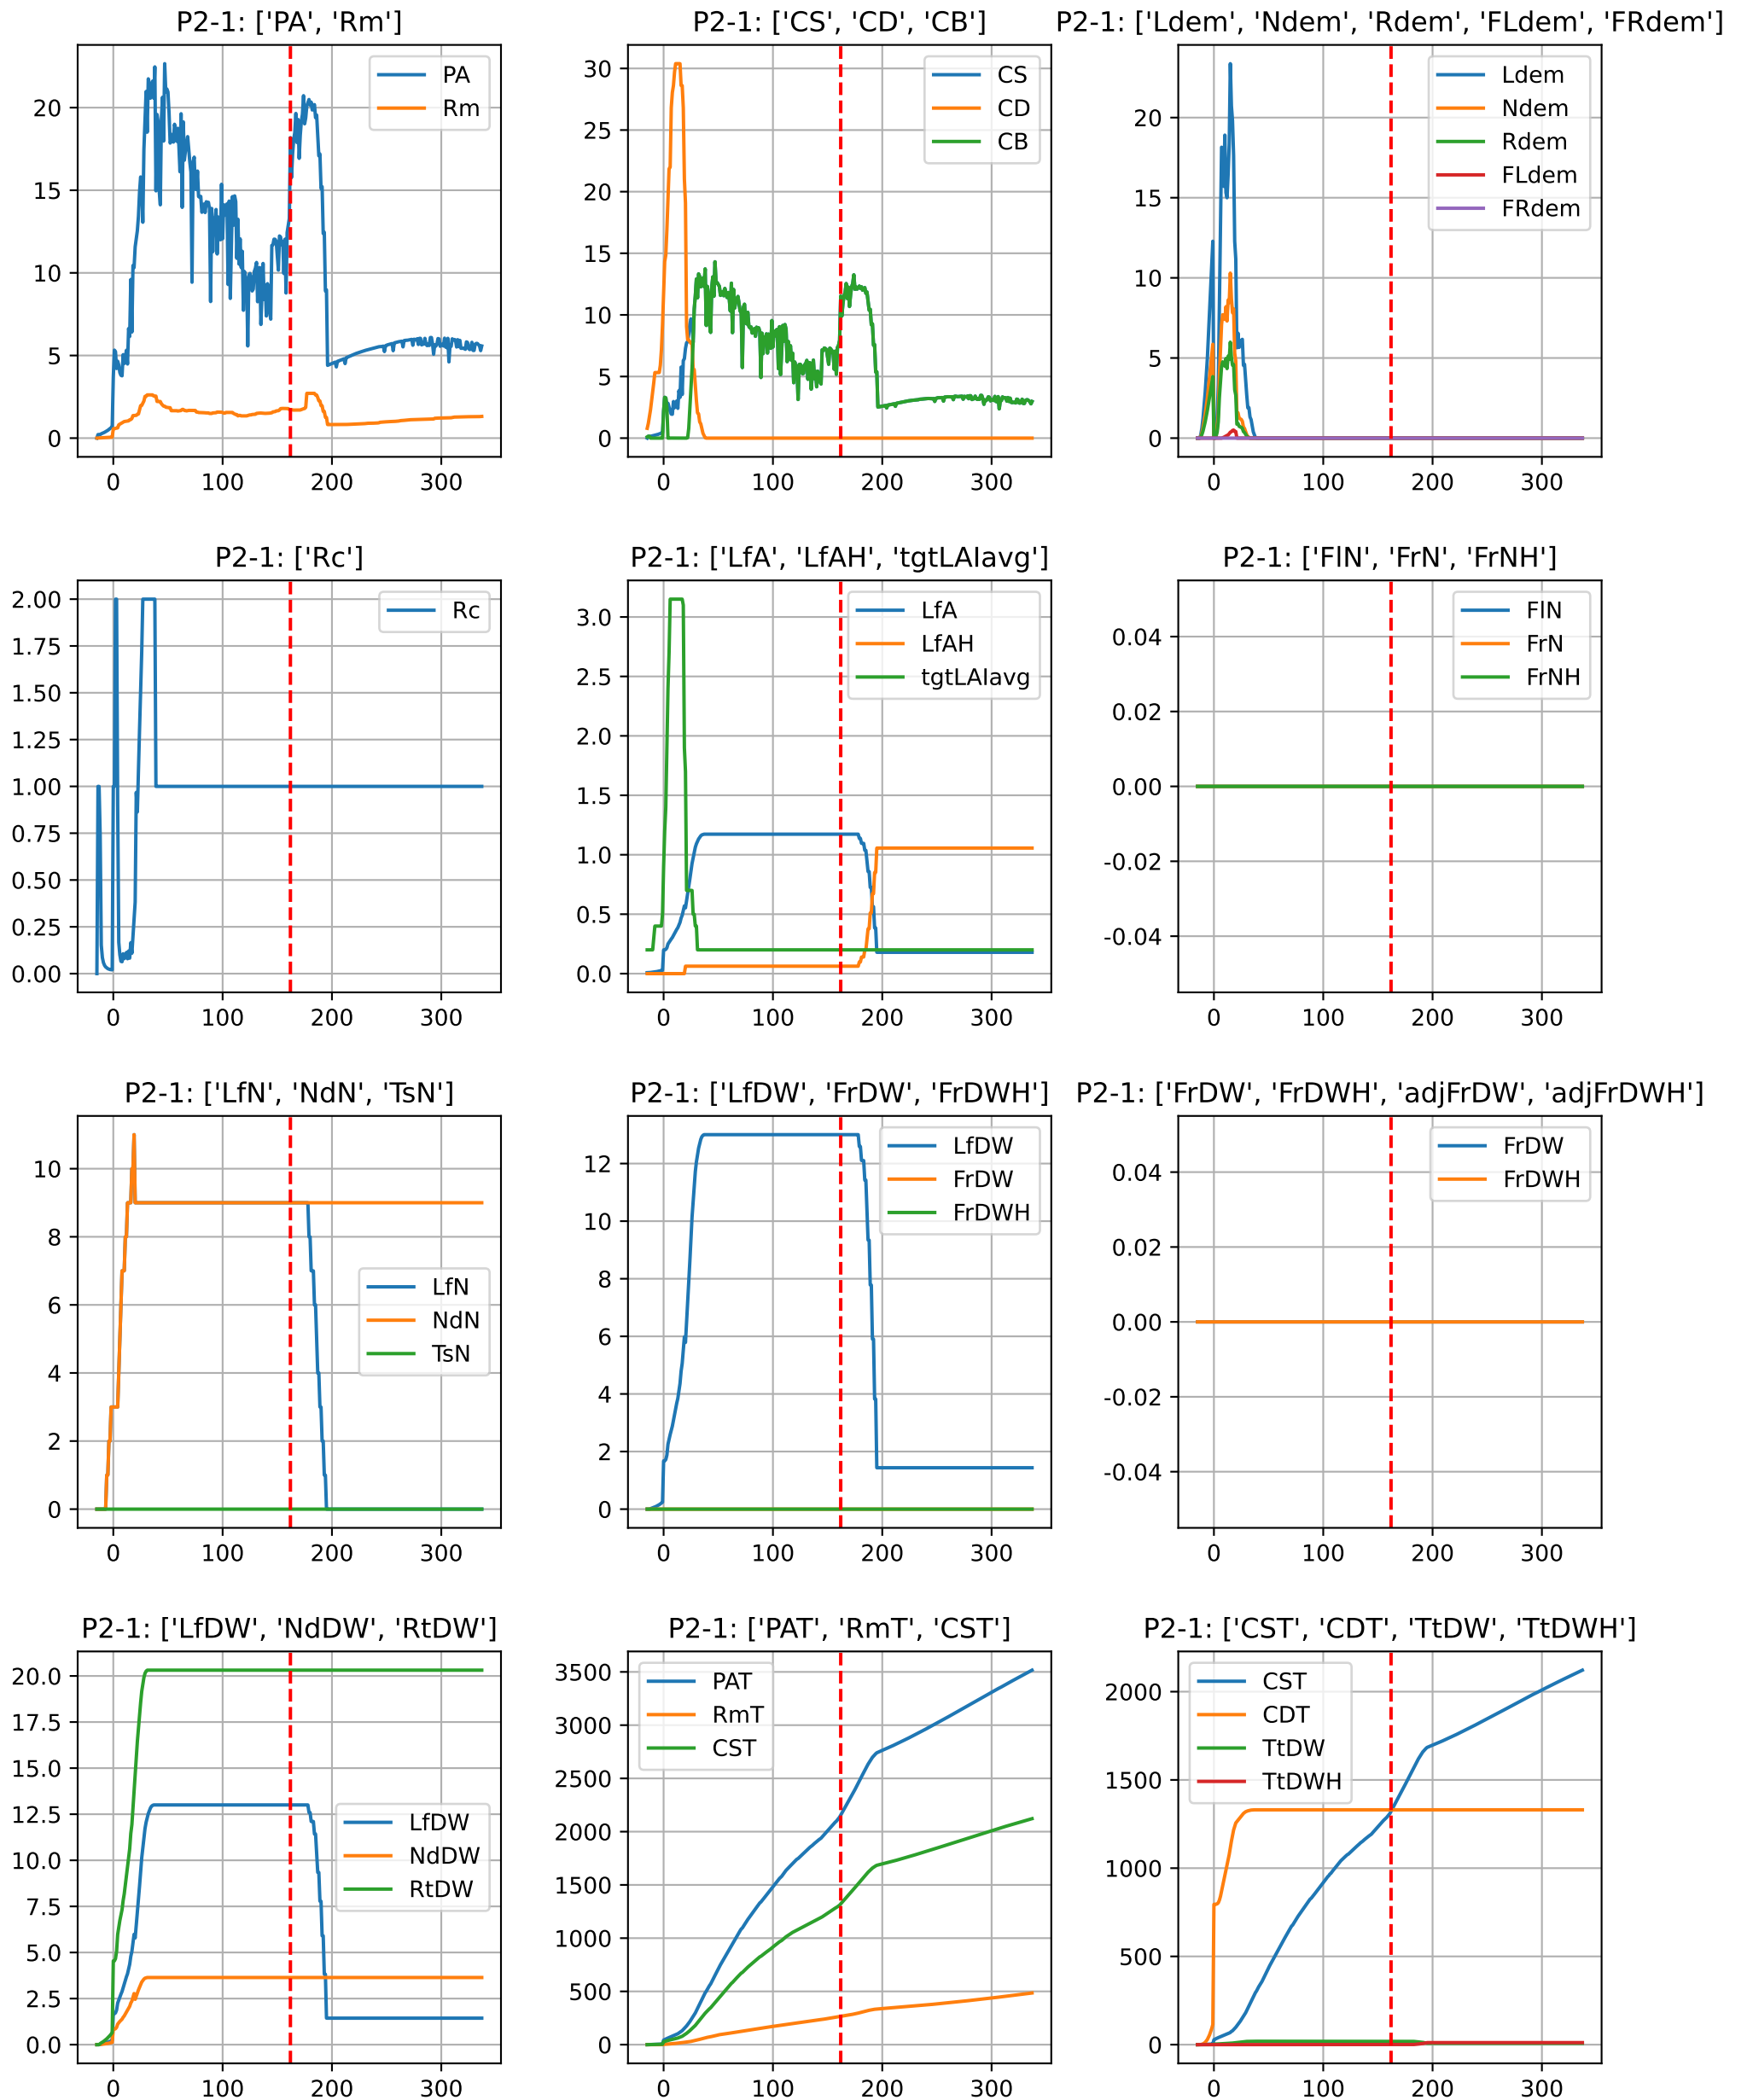 P2-1: ['PA', 'Rm']
PA
Rm
20
15
10
5
0
0 100 200 300
P2-1: ['CS', 'CD', 'CB']
CS
CD
CB
30
25
20
15
10
5
0
0 100 200 300
P2-1: ['Ldem', 'Ndem', 'Rdem', 'FLdem', 'FRdem']
Ldem
Ndem
Rdem
FLdem
FRdem
20
15
10
5
0
0 100 200 300
P2-1: ['Rc']
Rc
2.00
1.75
1.50
1.25
1.00
0.75
0.50
0.25
0.00
0 100 200 300
P2-1: ['LfA', 'LfAH', 'tgtLAIavg']
LfA
LfAH
tgtLAIavg
3.0
2.5
2.0
1.5
1.0
0.5
0.0
0 100 200 300
P2-1: ['FlN', 'FrN', 'FrNH']
FlN
FrN
FrNH
0.04
0.02
0.00
-0.02
-0.04
0 100 200 300
P2-1: ['LfN', 'NdN', 'TsN']
LfN
NdN
TsN
10
8
6
4
2
0
0 100 200 300
P2-1: ['LfDW', 'FrDW', 'FrDWH']
LfDW
FrDW
FrDWH
12
10
8
6
4
2
0
0 100 200 300
P2-1: ['FrDW', 'FrDWH', 'adjFrDW', 'adjFrDWH']
FrDW
FrDWH
0.04
0.02
0.00
-0.02
-0.04
0 100 200 300
P2-1: ['LfDW', 'NdDW', 'RtDW']
LfDW
NdDW
RtDW
20.0
17.5
15.0
12.5
10.0
7.5
5.0
2.5
0.0
0 100 200 300
P2-1: ['PAT', 'RmT', 'CST']
PAT
RmT
CST
3500
3000
2500
2000
1500
1000
500
0
0 100 200 300
P2-1: ['CST', 'CDT', 'TtDW', 'TtDWH']
CST
CDT
TtDW
TtDWH
2000
1500
1000
500
0
0 100 200 300